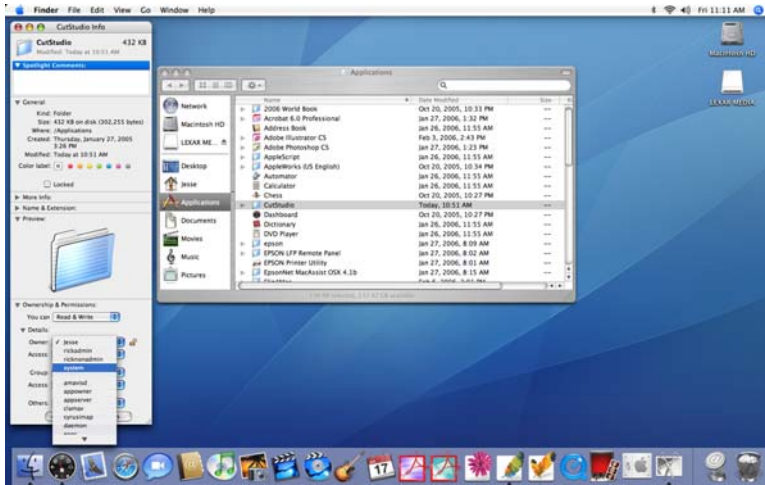 Finder File Edit View Go Window Help
Fri 11:11 AM
CutStudio Info
CutStudio 432 KB
Modified: Today at 10:51 AM
Spotlight Comments:
General:
Kind: Folder
Size: 432 KB on disk (302,255 bytes)
Where: /Applications
Created: Thursday, January 27, 2005
3:26 PM
Modified: Today at 10:51 AM
Color label:
Locked
More Info:
Name & Extension:
Preview:
Ownership & Permissions:
You can Read & Write
Details:
Owner: Jesse
rickadmin
ricknonadmin
Access:
system
Group
amavisd
Access:
appowner
appserver
Others:
clamav
cyrusimap
daemon
Applications
Network
Macintosh HD
LEXAR ME...
Desktop
Jesse
Applications
Documents
Movies
Music
Pictures
Name Date Modified Size
2006 World Book Oct 20, 2005, 10:33 PM --
Acrobat 6.0 Professional Jan 27, 2006, 1:32 PM --
Address Book Jan 26, 2006, 11:55 AM --
Adobe Illustrator CS Feb 3, 2006, 2:43 PM --
Adobe Photoshop CS Jan 27, 2006, 1:23 PM --
AppleScript Jan 26, 2006, 11:55 AM --
AppleWorks (US English) Oct 20, 2005, 10:34 PM --
Automator Jan 26, 2006, 11:55 AM --
Calculator Jan 26, 2006, 11:55 AM --
Chess Oct 20, 2005, 10:27 PM --
CutStudio Today, 10:51 AM --
Dashboard Oct 20, 2005, 10:27 PM --
Dictionary Jan 26, 2006, 11:55 AM --
DVD Player Jan 26, 2006, 11:55 AM --
epson Jan 27, 2006, 8:09 AM --
EPSON LFP Remote Panel Jan 27, 2006, 8:02 AM --
EPSON Printer Utility Jan 27, 2006, 8:01 AM --
EpsonNet MacAssist OSX 4.1b Jan 27, 2006, 8:15 AM --
Macintosh HD
LEXAR MEDIA
17